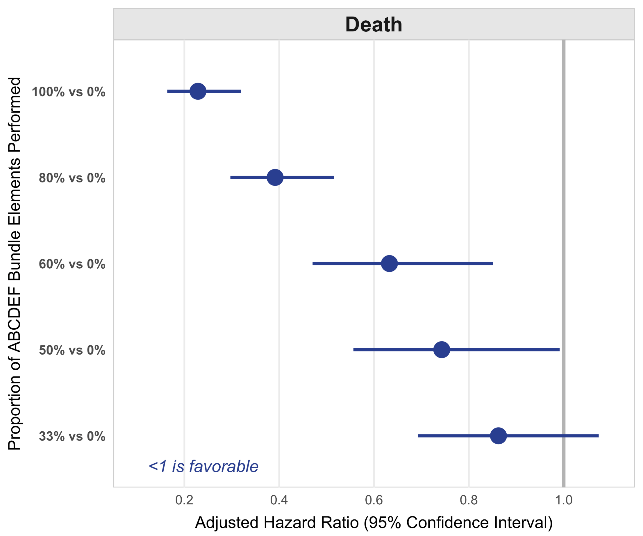 Death
Proportion of ABCDEF Bundle Elements Performed
100% vs 0%
80% vs 0%
60% vs 0%
50% vs 0%
33% vs 0%
<1 is favorable
0.2 0.4 0.6 0.8 1.0
Adjusted Hazard Ratio (95% Confidence Interval)